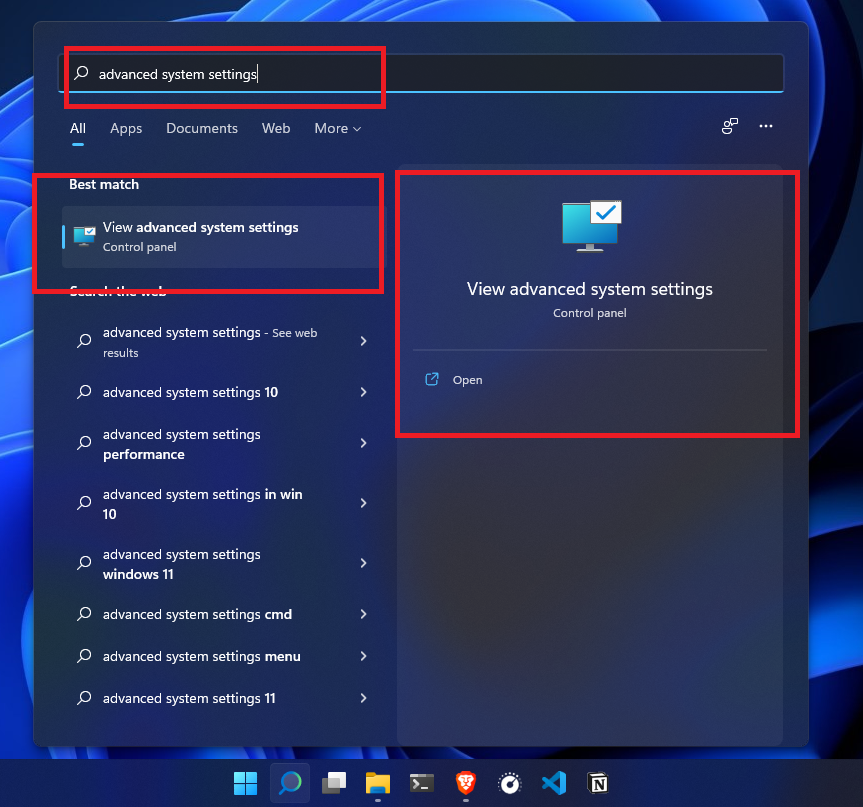 advanced system settings
All Apps Documents Web More
Best match
View advanced system settings
Control panel
Search the web
advanced system settings - See web
results
advanced system settings 10
advanced system settings
performance
advanced system settings in win
10
advanced system settings
windows 11
advanced system settings cmd
advanced system settings menu
advanced system settings 11
View advanced system settings
Control panel
Open